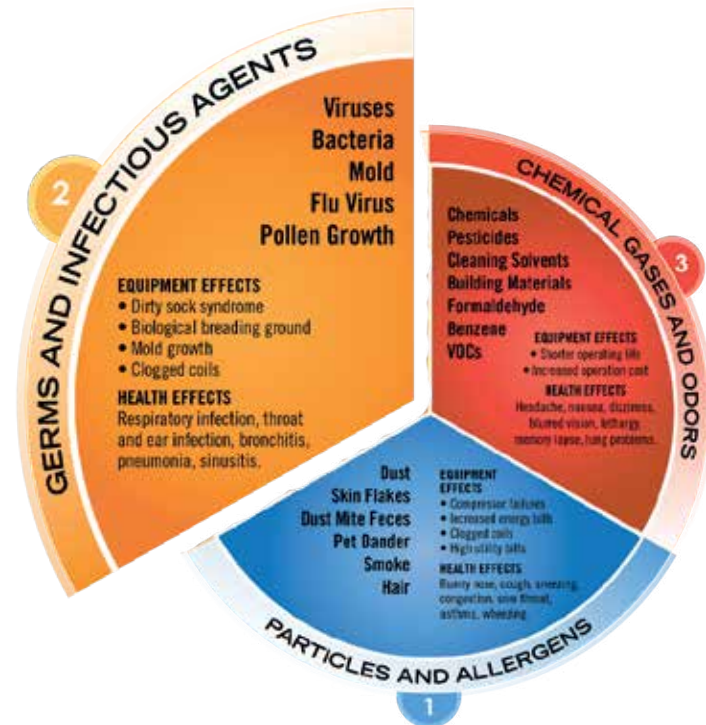 GERMS AND INFECTIOUS AGENTS
2
Viruses
Bacteria
Mold
Flu Virus
Pollen Growth
EQUIPMENT EFFECTS
• Dirty sock syndrome
• Biological breading ground
• Mold growth
• Clogged coils
HEALTH EFFECTS
Respiratory infection, throat
and ear infection, bronchitis,
pneumonia, sinusitis.
CHEMICAL GASES AND ODORS
3
Chemicals
Pesticides
Cleaning Solvents
Building Materials
Formaldehyde
Benzene
VOCs
EQUIPMENT EFFECTS
• Shorter operating life
• Increased operation cost
HEALTH EFFECTS
Headache, nausea, dizziness,
blurred vision, lethargy,
memory lapse, lung problems.
Dust
Skin Flakes
Dust Mite Feces
Pet Dander
Smoke
Hair
EQUIPMENT
EFFECTS
• Compressor failures
• Increased energy bills
• Clogged coils
• High utility bills
HEALTH EFFECTS
Runny nose, cough, sneezing,
congestion, sore throat,
asthma, wheezing
PARTICLES AND ALLERGENS
1